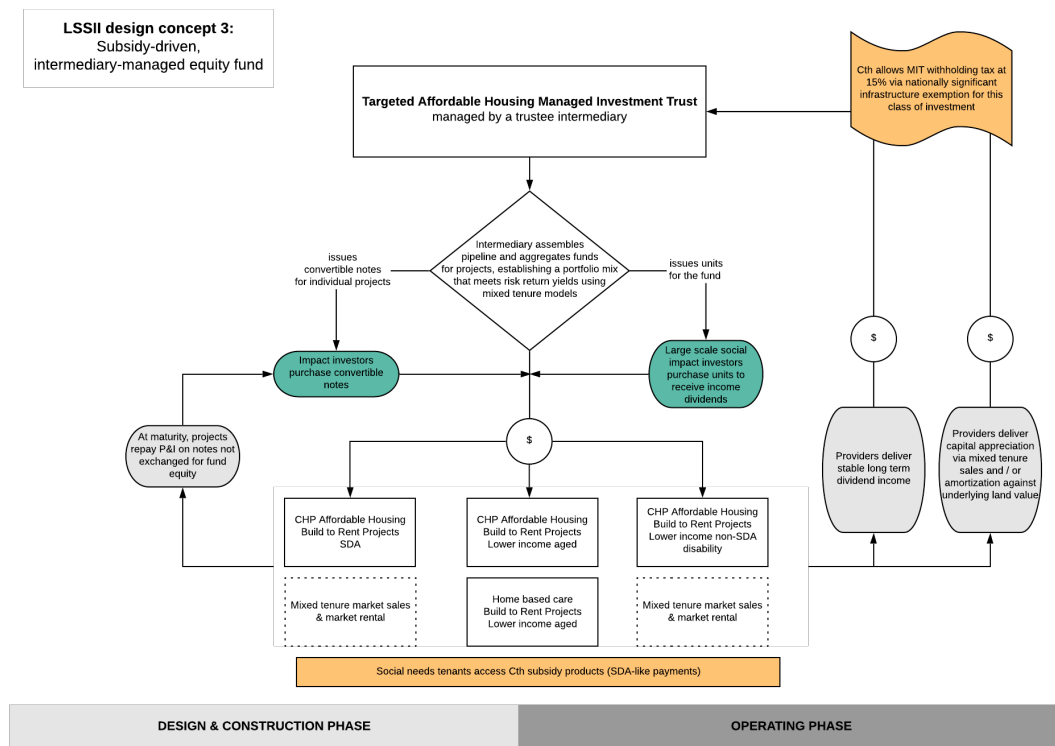 LSSII design concept 3:
Subsidy-driven,
intermediary-managed equity fund
Cth allows MIT withholding tax at
15% via nationally significant
infrastructure exemption for this
class of investment
Targeted Affordable Housing Managed Investment Trust
managed by a trustee intermediary
Intermediary assembles
pipeline and aggregates funds
for projects, establishing a portfolio mix
that meets risk return yields using
mixed tenure models
issues
convertible notes
for individual projects
issues units
for the fund
Impact investors
purchase convertible
notes
Large scale social
impact investors
purchase units to
receive income
dividends
$
$
$
At maturity, projects
repay P&I on notes not
exchanged for fund
equity
Providers deliver
stable long term
dividend income
Providers deliver
capital appreciation
via mixed tenure
sales and / or
amortization against
underlying land value
CHP Affordable Housing
Build to Rent Projects
SDA
CHP Affordable Housing
Build to Rent Projects
Lower income aged
CHP Affordable Housing
Build to Rent Projects
Lower income non-SDA
disability
Mixed tenure market sales
& market rental
Home based care
Build to Rent Projects
Lower income aged
Mixed tenure market sales
& market rental
Social needs tenants access Cth subsidy products (SDA-like payments)
DESIGN & CONSTRUCTION PHASE
OPERATING PHASE